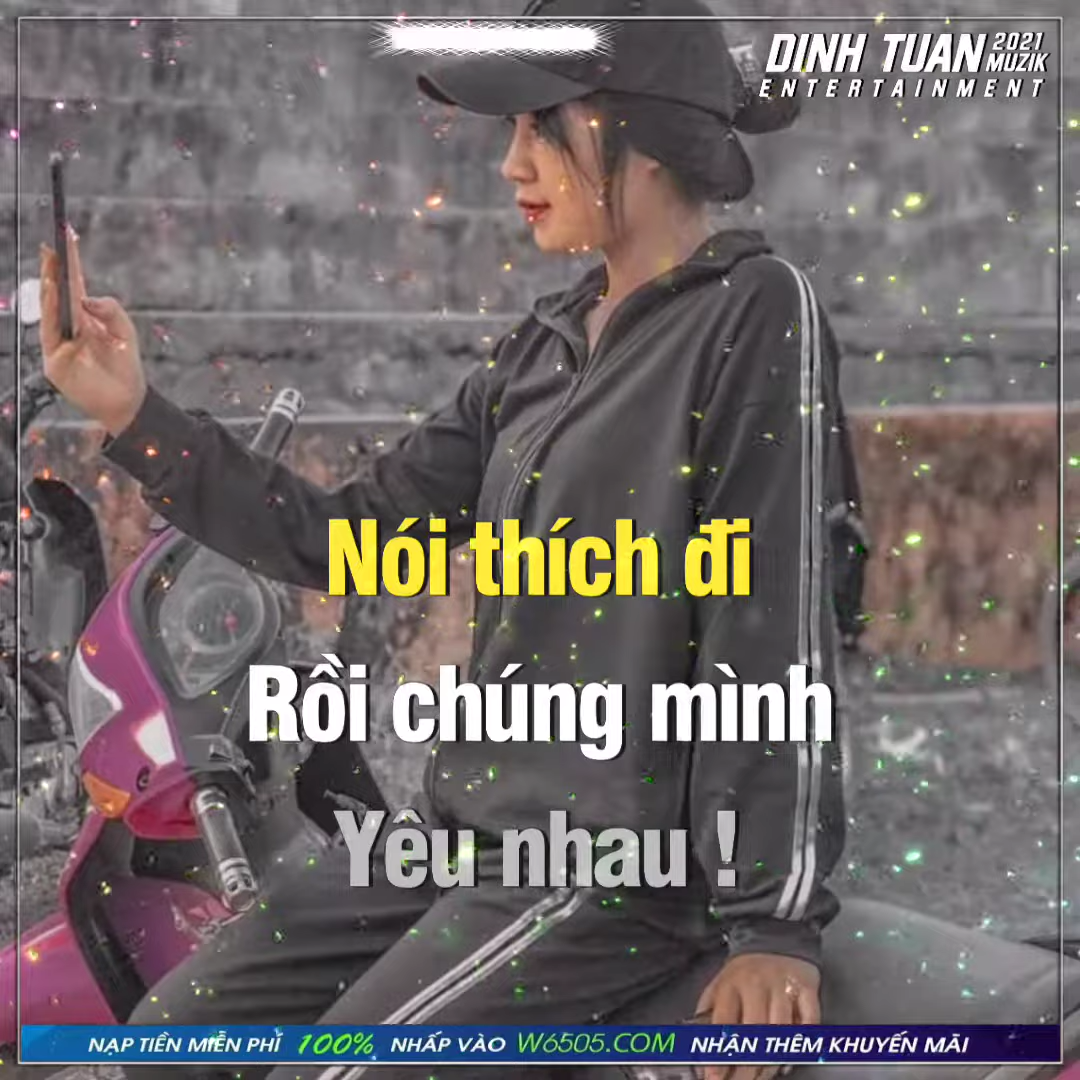 DINH TUAN 2021 MUZIK
ENTERTAINMENT
Nói thích đi
Rồi chúng mình
Yêu nhau !
NẠP TIỀN MIỄN PHÍ 100% NHẤP VÀO W6505.COM NHẬN THÊM KHUYẾN MÃI